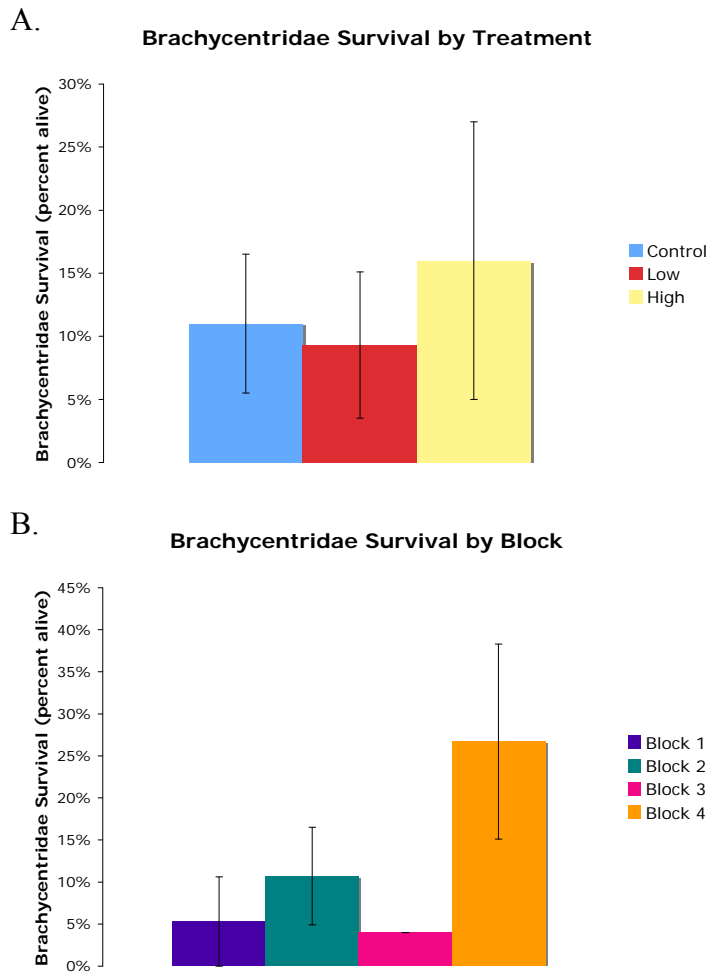 A.
Brachycentridae Survival by Treatment
Brachycentridae Survival (percent alive)
30%
25%
20%
15%
10%
5%
0%
Control
Low
High
B.
Brachycentridae Survival by Block
Brachycentridae Survival (percent alive)
45%
40%
35%
30%
25%
20%
15%
10%
5%
0%
Block 1
Block 2
Block 3
Block 4